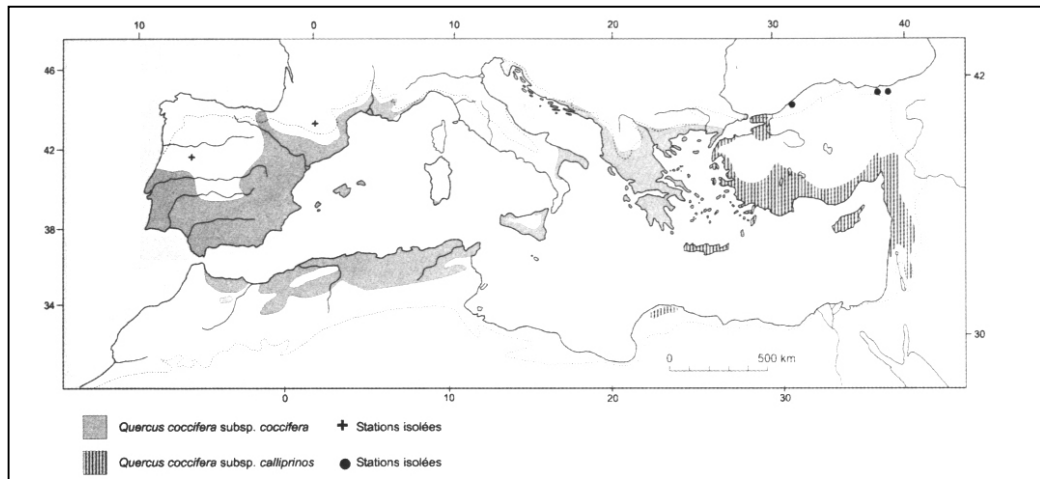 10 0 10 20 30 40
46 42
42
38
34 30
0 500 km
0 10 20 30
Quercus coccifera subsp. coccifera + Stations isolées
Quercus coccifera subsp. calliprinos ● Stations isolées